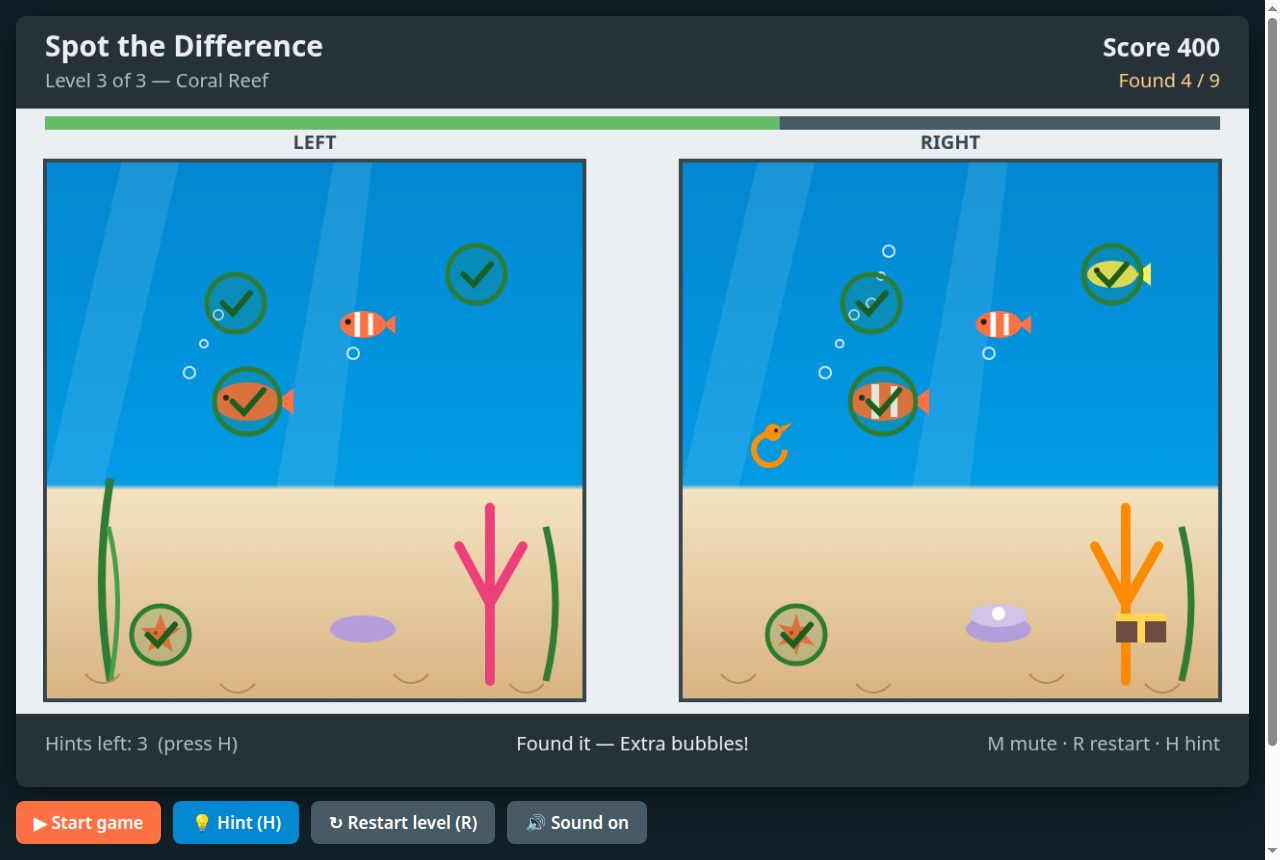 Spot the Difference
Score 400
Level 3 of 3 — Coral Reef
Found 4 / 9
LEFT
RIGHT
Hints left: 3 (press H)
Found it — Extra bubbles!
M mute · R restart · H hint
▶ Start game
💡 Hint (H)
↻ Restart level (R)
🔊 Sound on